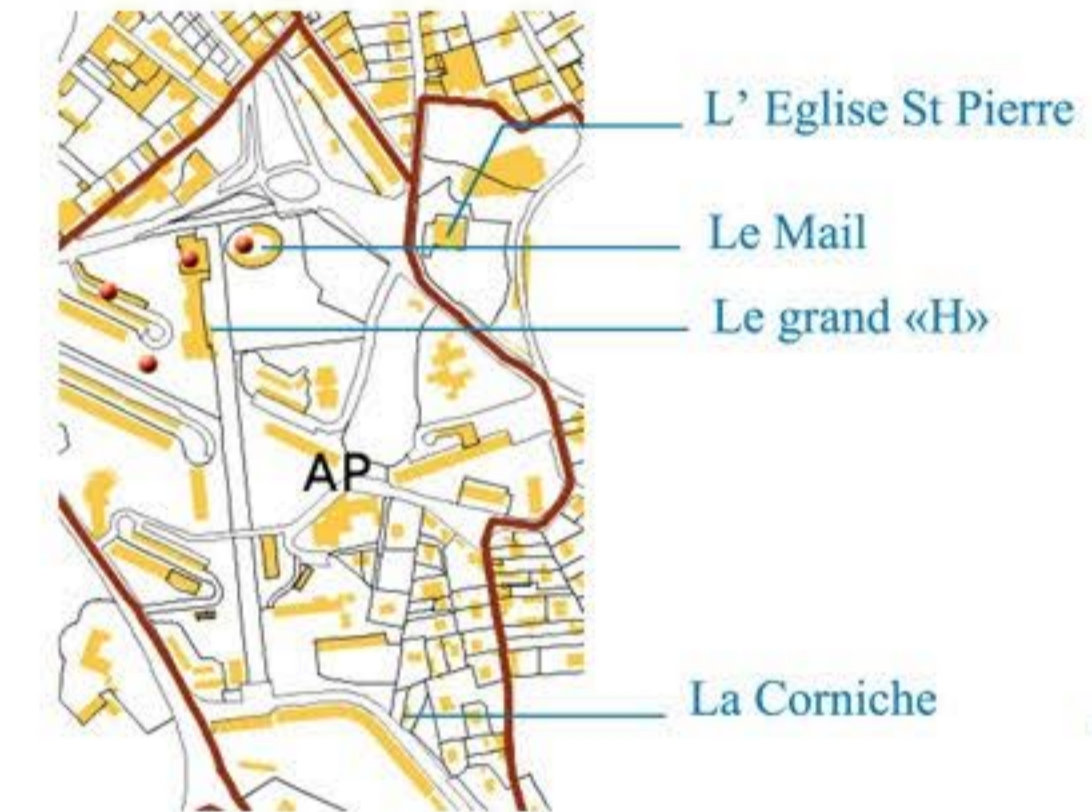 L' Eglise St Pierre
Le Mail
Le grand «H»
AP
La Corniche